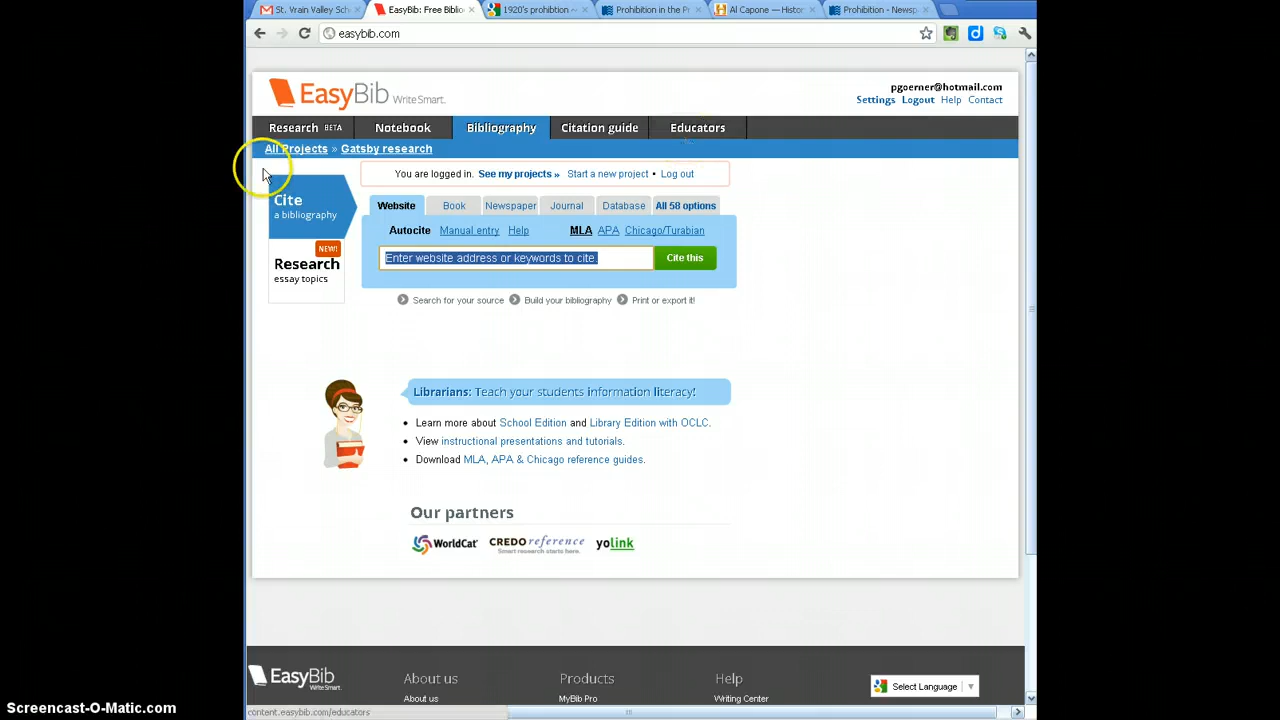 St. Vrain Valley Sch
EasyBib: Free Biblio
1920's prohibtion -
Prohibition in the Pr
Al Capone — Histor
Prohibition - Newsp
easybib.com
EasyBib Write Smart.
pgoerner@hotmail.com
Settings Logout Help Contact
Research BETA Notebook Bibliography Citation guide Educators
All Projects » Gatsby research
You are logged in. See my projects » Start a new project • Log out
Cite
a bibliography
NEW!
Research
essay topics
Website Book Newspaper Journal Database All 58 options
Autocite Manual entry Help MLA APA Chicago/Turabian
Enter website address or keywords to cite.
Cite this
Search for your source Build your bibliography Print or export it!
Librarians: Teach your students information literacy!
• Learn more about School Edition and Library Edition with OCLC.
• View instructional presentations and tutorials.
• Download MLA, APA & Chicago reference guides.
Our partners
WorldCat CREDO reference Smart research starts here. yolink
EasyBib Write Smart.
About us Products Help
About us MyBib Pro Writing Center
Select Language
content.easybib.com/educators
Screencast-O-Matic.com